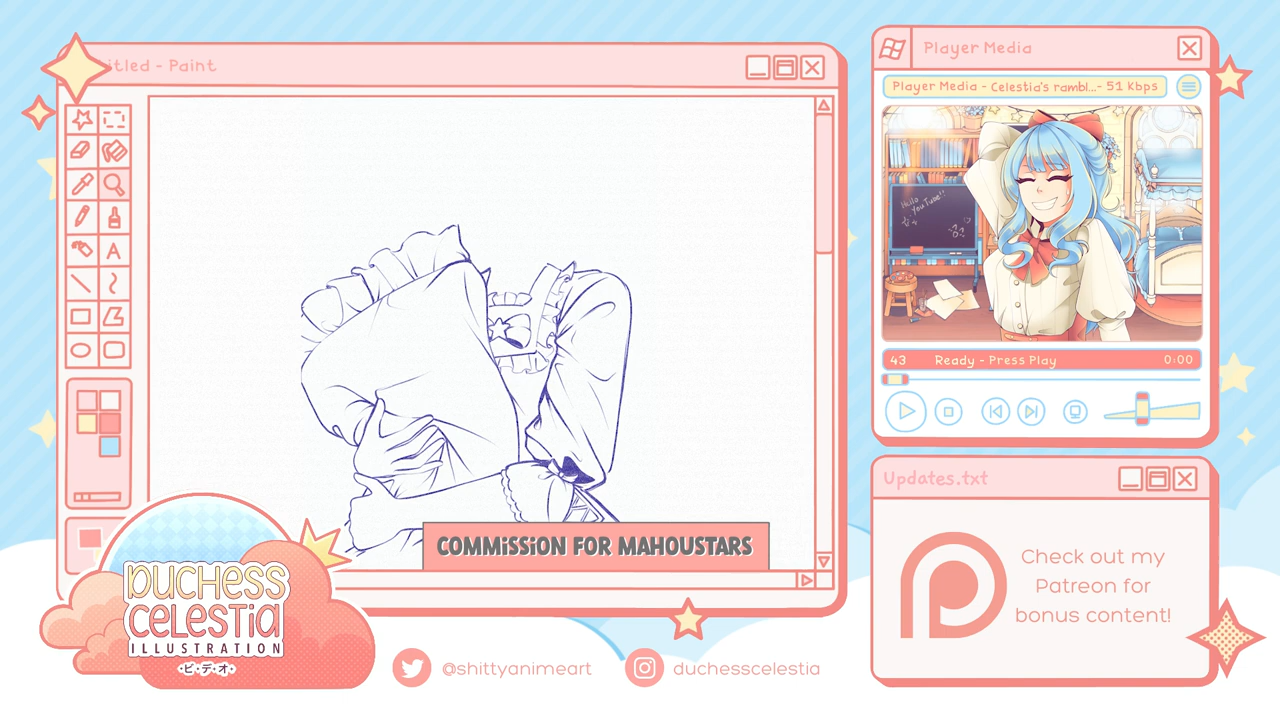 titled - Paint
Player Media
Player Media - Celestia's rambl...- 51 Kbps
Hello
YouTube!!
43 Ready - Press Play 0:00
A
COMMiSSiON FOR MAHOUSTARS
Updates.txt
Check out my
Patreon for
bonus content!
DUCHESS
CELESTIA
ILLUSTRATION
・ビ・デ・オ・
@shittyanimeart
duchesscelestia